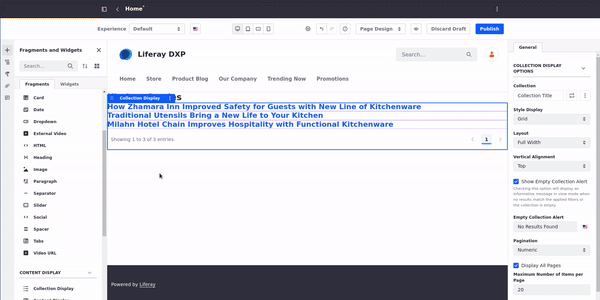 Home*
Experience Default
Page Design
Discard Draft
Publish
Fragments and Widgets
Search...
Fragments Widgets
Card
Date
Dropdown
External Video
HTML
Heading
Image
Paragraph
Separator
Slider
Social
Spacer
Tabs
Video URL
CONTENT DISPLAY
Collection Display
Liferay DXP
Search...
Home Store Product Blog Our Company Trending Now Promotions
Collection Display
How Zhamara Inn Improved Safety for Guests with New Line of Kitchenware
Traditional Utensils Bring a New Life to Your Kitchen
Milahn Hotel Chain Improves Hospitality with Functional Kitchenware
Showing 1 to 3 of 3 entries.
1
Powered by Liferay
General
COLLECTION DISPLAY
OPTIONS
Collection
Collection Title
Style Display
Grid
Layout
Full Width
Vertical Alignment
Top
Show Empty Collection Alert
Checking this option will display an
informative message in view mode
when no results match the applied filters or
the collection is empty.
Empty Collection Alert
No Results Found
Pagination
Numeric
Display All Pages
Maximum Number of Items per
Page
20